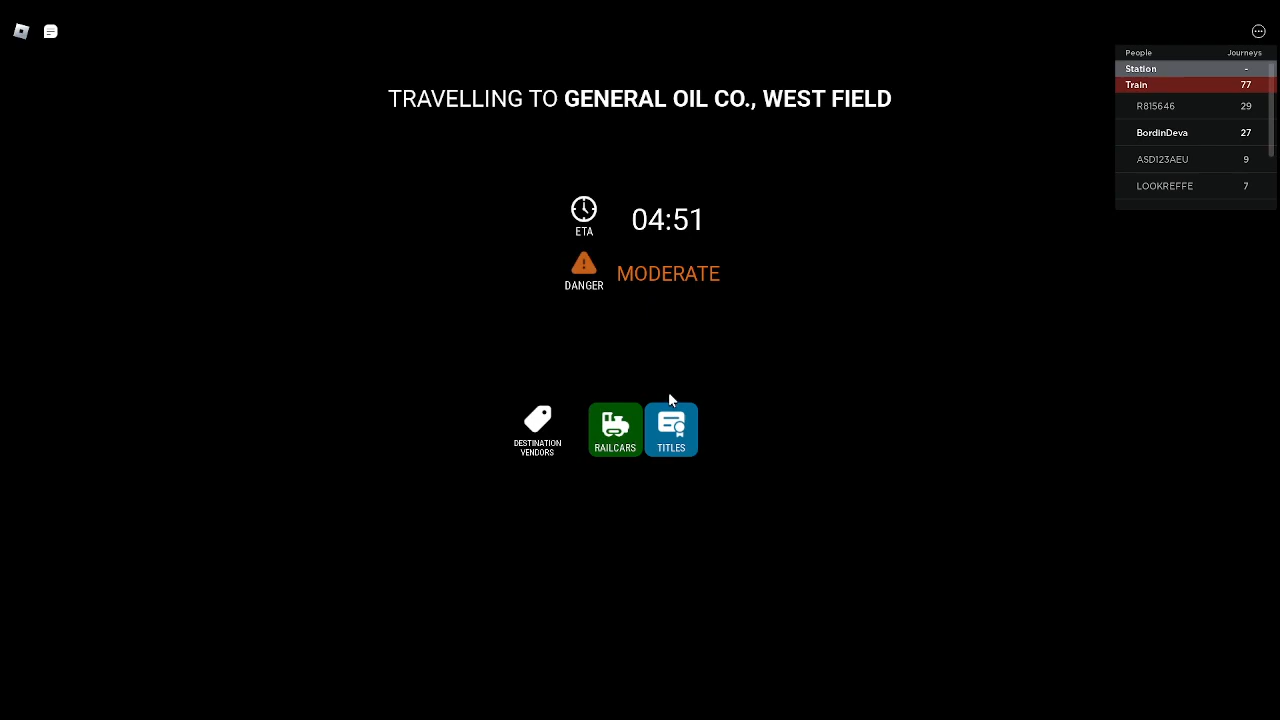 People Journeys
Station -
Train 77
R815646 29
BordinDeva 27
ASD123AEU 9
LOOKREFFE 7
TRAVELLING TO GENERAL OIL CO., WEST FIELD
ETA 04:51
DANGER MODERATE
DESTINATION
VENDORS
RAILCARS
TITLES